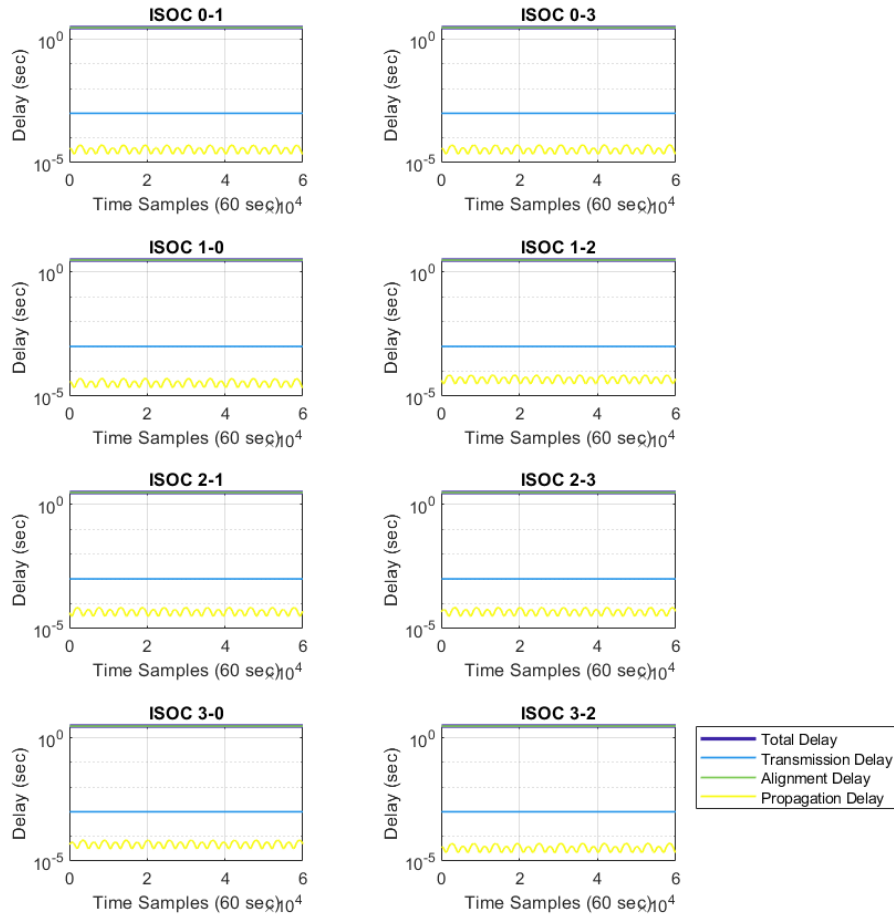 ISOC 0-1
ISOC 0-3
Delay (sec)
10^0
10^-5
0 2 4 6
Time Samples (60 sec) ×10^4
Delay (sec)
10^0
10^-5
0 2 4 6
Time Samples (60 sec) ×10^4
ISOC 1-0
ISOC 1-2
Delay (sec)
10^0
10^-5
0 2 4 6
Time Samples (60 sec) ×10^4
Delay (sec)
10^0
10^-5
0 2 4 6
Time Samples (60 sec) ×10^4
ISOC 2-1
ISOC 2-3
Delay (sec)
10^0
10^-5
0 2 4 6
Time Samples (60 sec) ×10^4
Delay (sec)
10^0
10^-5
0 2 4 6
Time Samples (60 sec) ×10^4
ISOC 3-0
ISOC 3-2
Delay (sec)
10^0
10^-5
0 2 4 6
Time Samples (60 sec) ×10^4
Delay (sec)
10^0
10^-5
0 2 4 6
Time Samples (60 sec) ×10^4
Total Delay
Transmission Delay
Alignment Delay
Propagation Delay